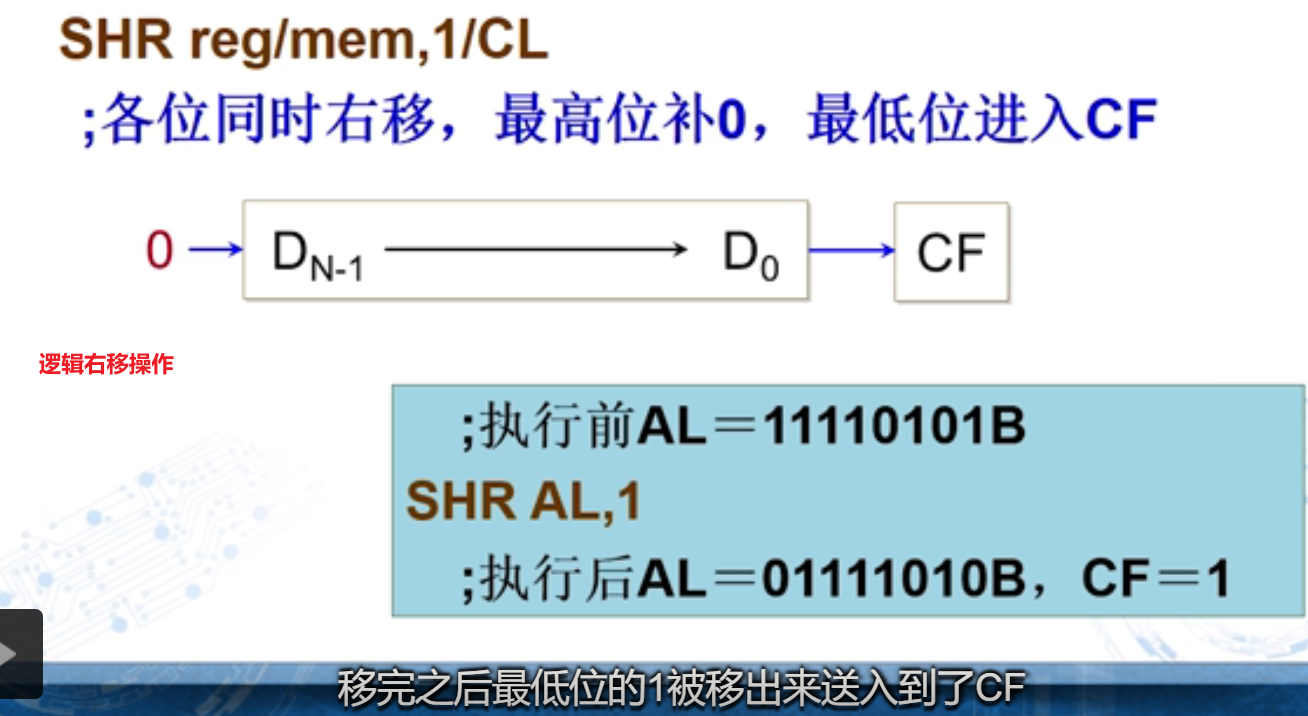 SHR reg/mem,1/CL
;各位同时右移，最高位补0，最低位进入CF
0 D_N-1 D_0 CF
逻辑右移操作
;执行前AL＝11110101B
SHR AL,1
;执行后AL＝01111010B，CF＝1
移完之后最低位的1被移出来送入到了CF